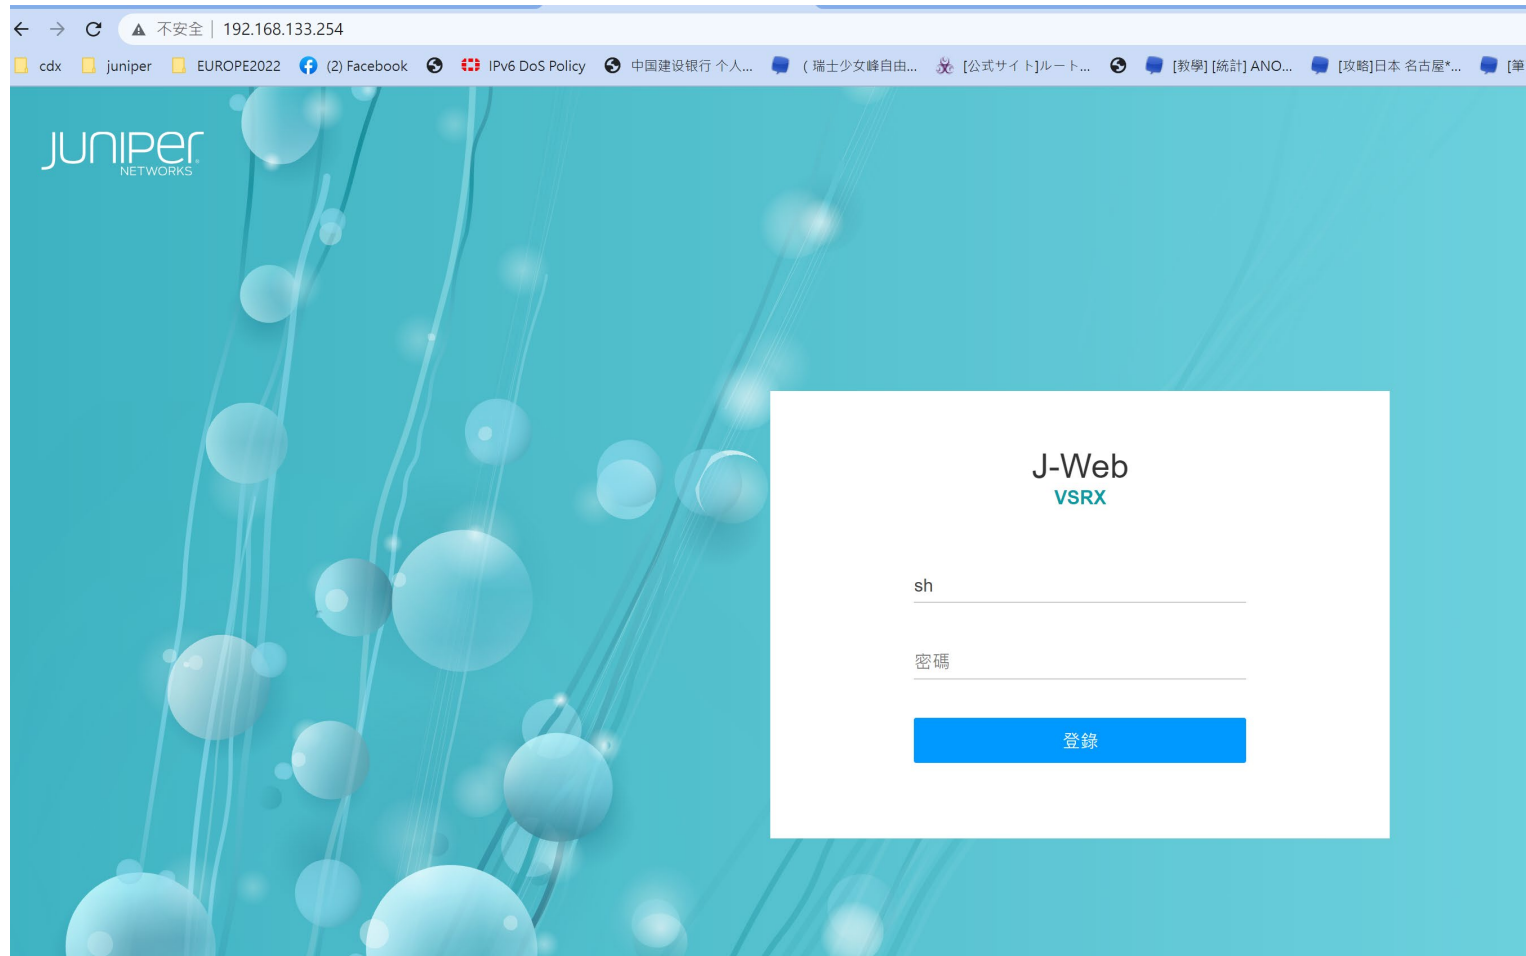 不安全 | 192.168.133.254
cdx juniper EUROPE2022 (2) Facebook IPv6 DoS Policy 中国建设银行 个人... ( 瑞士少女峰自由... [公式サイト]ルート... [教學] [統計] ANO... [攻略]日本 名古屋*... [筆
JUNIPER
NETWORKS
J-Web
VSRX
sh
密碼
登錄